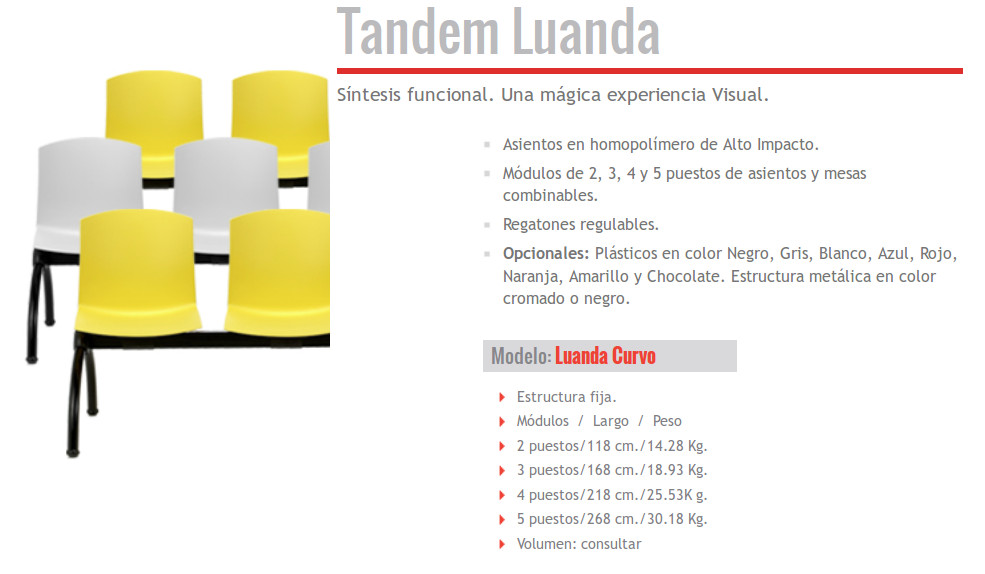 Tandem Luanda
Síntesis funcional. Una mágica experiencia Visual.
Asientos en homopolímero de Alto Impacto.
Módulos de 2, 3, 4 y 5 puestos de asientos y mesas
combinables.
Regatones regulables.
Opcionales: Plásticos en color Negro, Gris, Blanco, Azul, Rojo,
Naranja, Amarillo y Chocolate. Estructura metálica en color
cromado o negro.
Modelo: Luanda Curvo
Estructura fija.
Módulos / Largo / Peso
2 puestos/118 cm./14.28 Kg.
3 puestos/168 cm./18.93 Kg.
4 puestos/218 cm./25.53K g.
5 puestos/268 cm./30.18 Kg.
Volumen: consultar